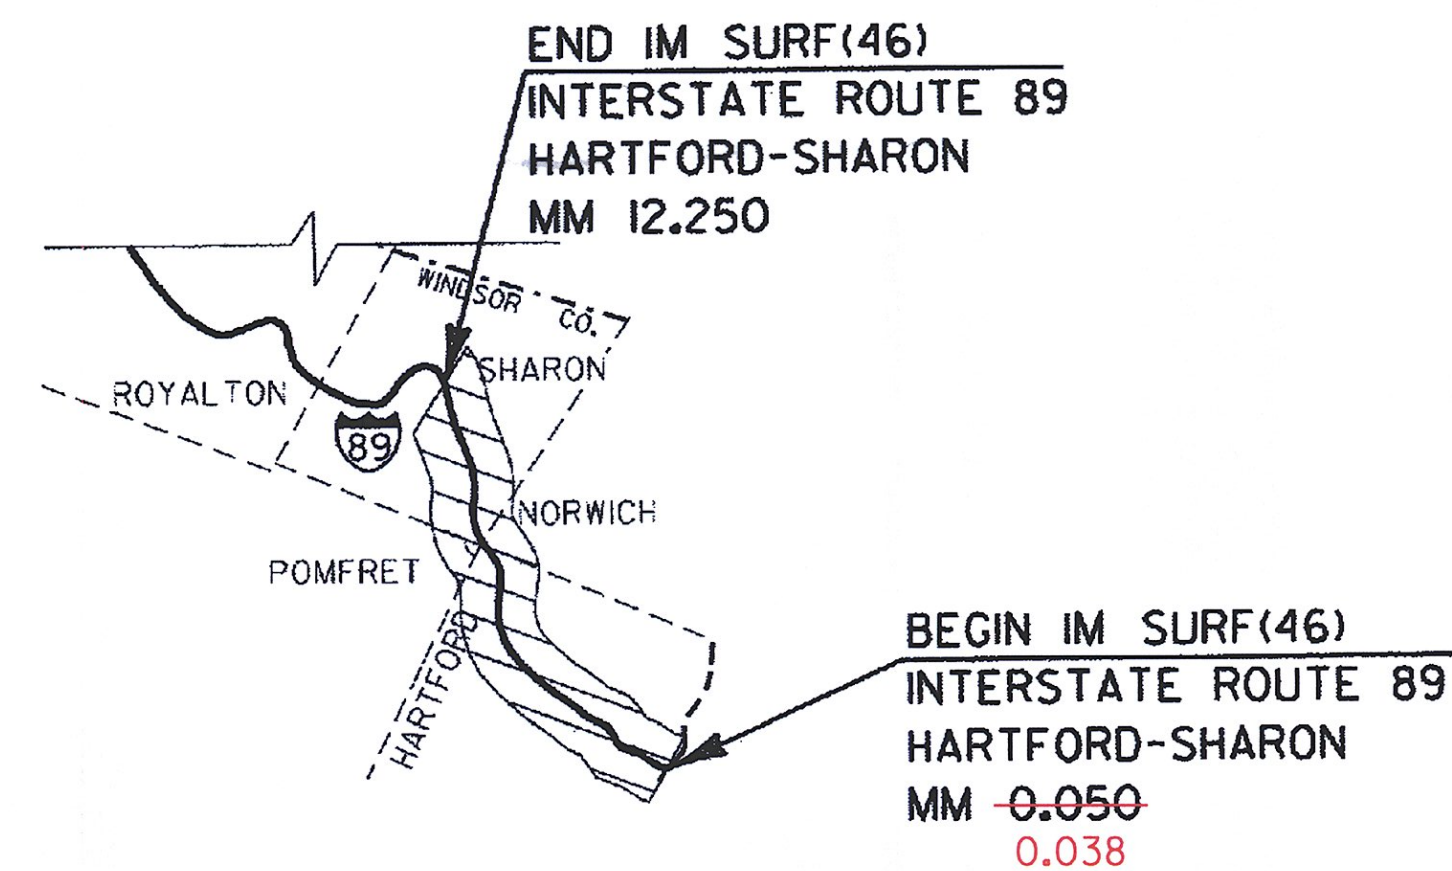 END IM SURF(46)
INTERSTATE ROUTE 89
HARTFORD-SHARON
MM 12.250
WINDSOR CO.
SHARON
ROYALTON
89
NORWICH
POMFRET
HARTFORD
BEGIN IM SURF(46)
INTERSTATE ROUTE 89
HARTFORD-SHARON
MM 0.050
0.038